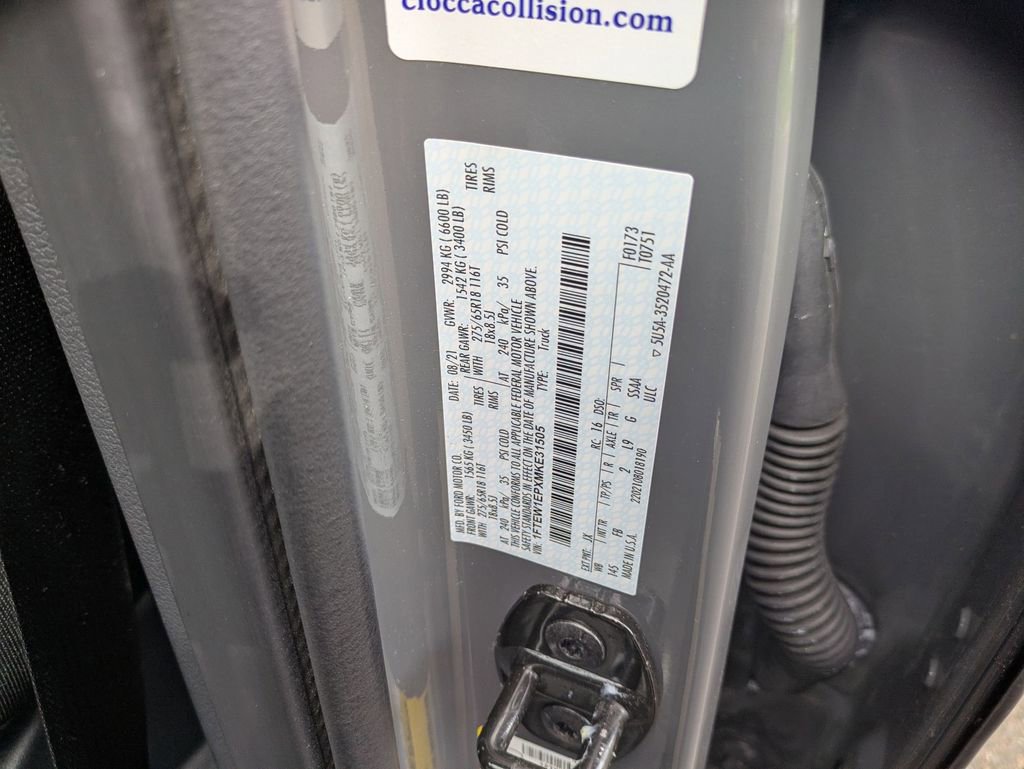 cioccacollision.com
MFD. BY FORD MOTOR CO.
DATE: 08/21 GVWR: 2994 KG ( 6600 LB)
FRONT GAWR: 1565 KG ( 3450 LB) REAR GAWR: 1542 KG ( 3400 LB)
WITH 275/65R18 116T TIRES WITH 275/65R18 116T TIRES
18x8.5J RIMS 18x8.5J RIMS
AT 240 kPa/ 35 PSI COLD AT 240 kPa/ 35 PSI COLD
THIS VEHICLE CONFORMS TO ALL APPLICABLE FEDERAL MOTOR VEHICLE
SAFETY STANDARDS IN EFFECT ON THE DATE OF MANUFACTURE SHOWN ABOVE.
VIN: 1FTEW1EPXMKE31505 TYPE: Truck
F0173
T0751
EXT PNT: JX RC: 16 DSO:
WB INT TR TP/PS R AXLE TR SPR
145 FB 2 L9 G SSAA
ULC ▽ 5U5A-3520472-AA
MADE IN U.S.A. 2202108018190